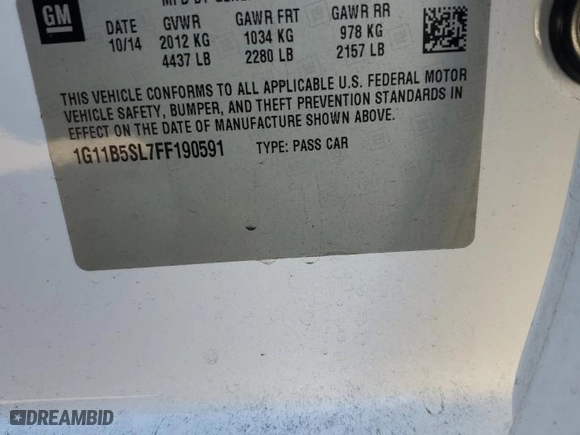 GM
MFD BY
DATE GVWR GAWR FRT GAWR RR
10/14 2012 KG 1034 KG 978 KG
4437 LB 2280 LB 2157 LB
THIS VEHICLE CONFORMS TO ALL APPLICABLE U.S. FEDERAL MOTOR
VEHICLE SAFETY, BUMPER, AND THEFT PREVENTION STANDARDS IN
EFFECT ON THE DATE OF MANUFACTURE SHOWN ABOVE.
1G11B5SL7FF190591 TYPE: PASS CAR
@DREAMBID